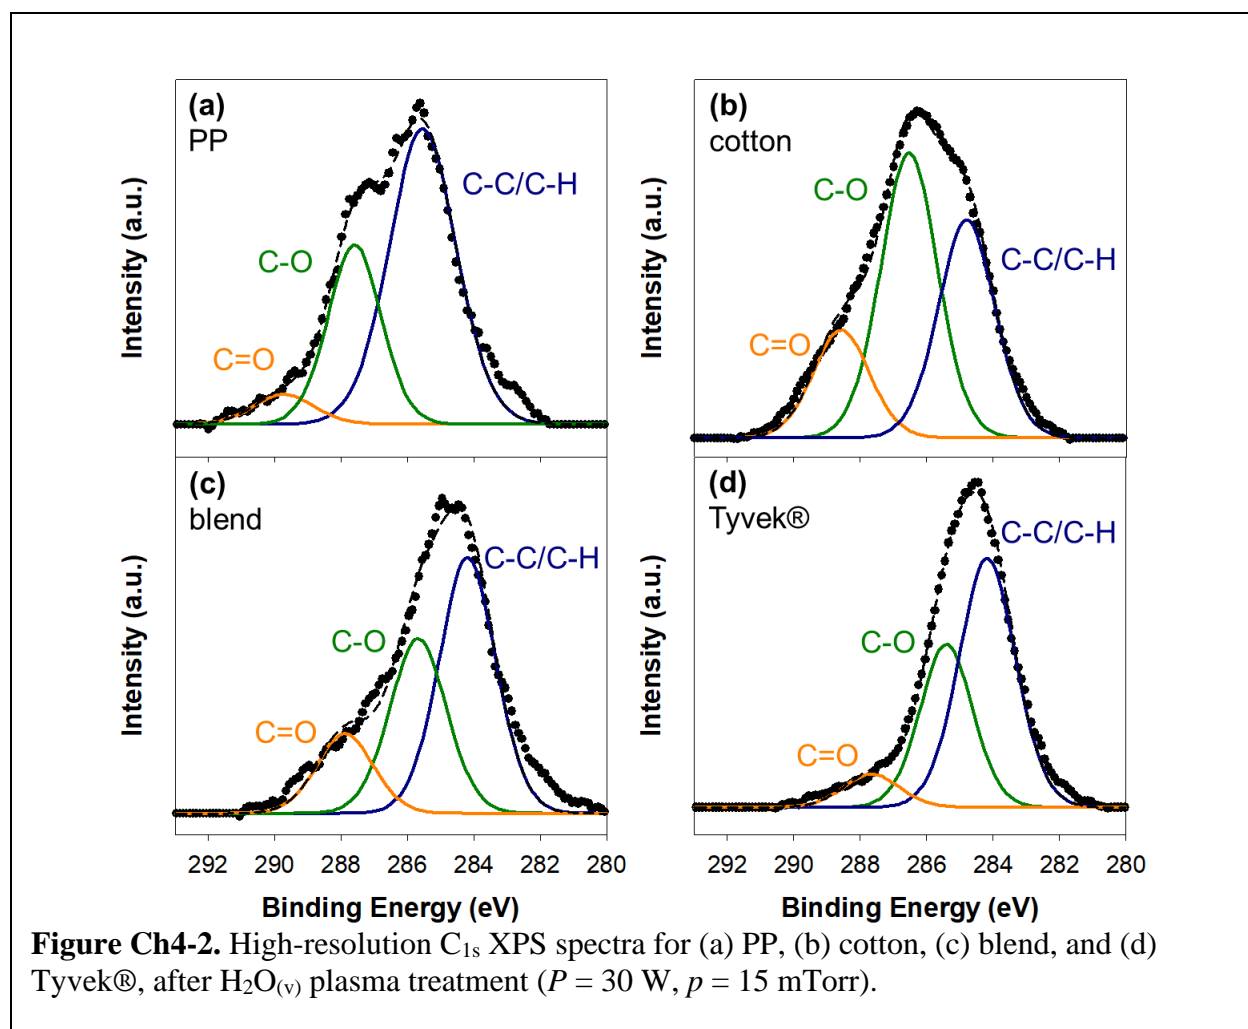 (a)
PP
C-C/C-H
C-O
C=O
Intensity (a.u.)
(b)
cotton
C-O
C-C/C-H
C=O
Intensity (a.u.)
(c)
blend
C-C/C-H
C-O
C=O
Intensity (a.u.)
292 290 288 286 284 282 280
Binding Energy (eV)
(d)
Tyvek®
C-C/C-H
C-O
C=O
Intensity (a.u.)
292 290 288 286 284 282 280
Binding Energy (eV)
Figure Ch4-2. High-resolution C1s XPS spectra for (a) PP, (b) cotton, (c) blend, and (d)
Tyvek®, after H2O(v) plasma treatment (P = 30 W, p = 15 mTorr).